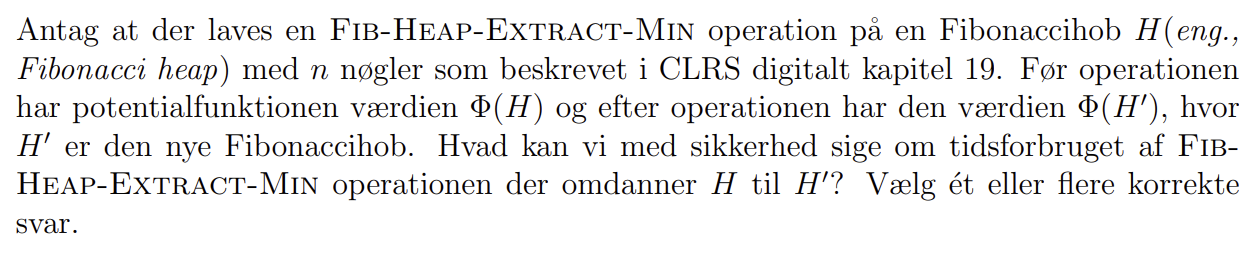 Antag at der laves en FIB-HEAP-EXTRACT-MIN operation på en Fibonaccihob H(eng.,
Fibonacci heap) med n nøgler som beskrevet i CLRS digitalt kapitel 19. Før operationen
har potentialfunktionen værdien Φ(H) og efter operationen har den værdien Φ(H′), hvor
H′ er den nye Fibonaccihob. Hvad kan vi med sikkerhed sige om tidsforbruget af FIB-
HEAP-EXTRACT-MIN operationen der omdanner H til H′? Vælg ét eller flere korrekte
svar.